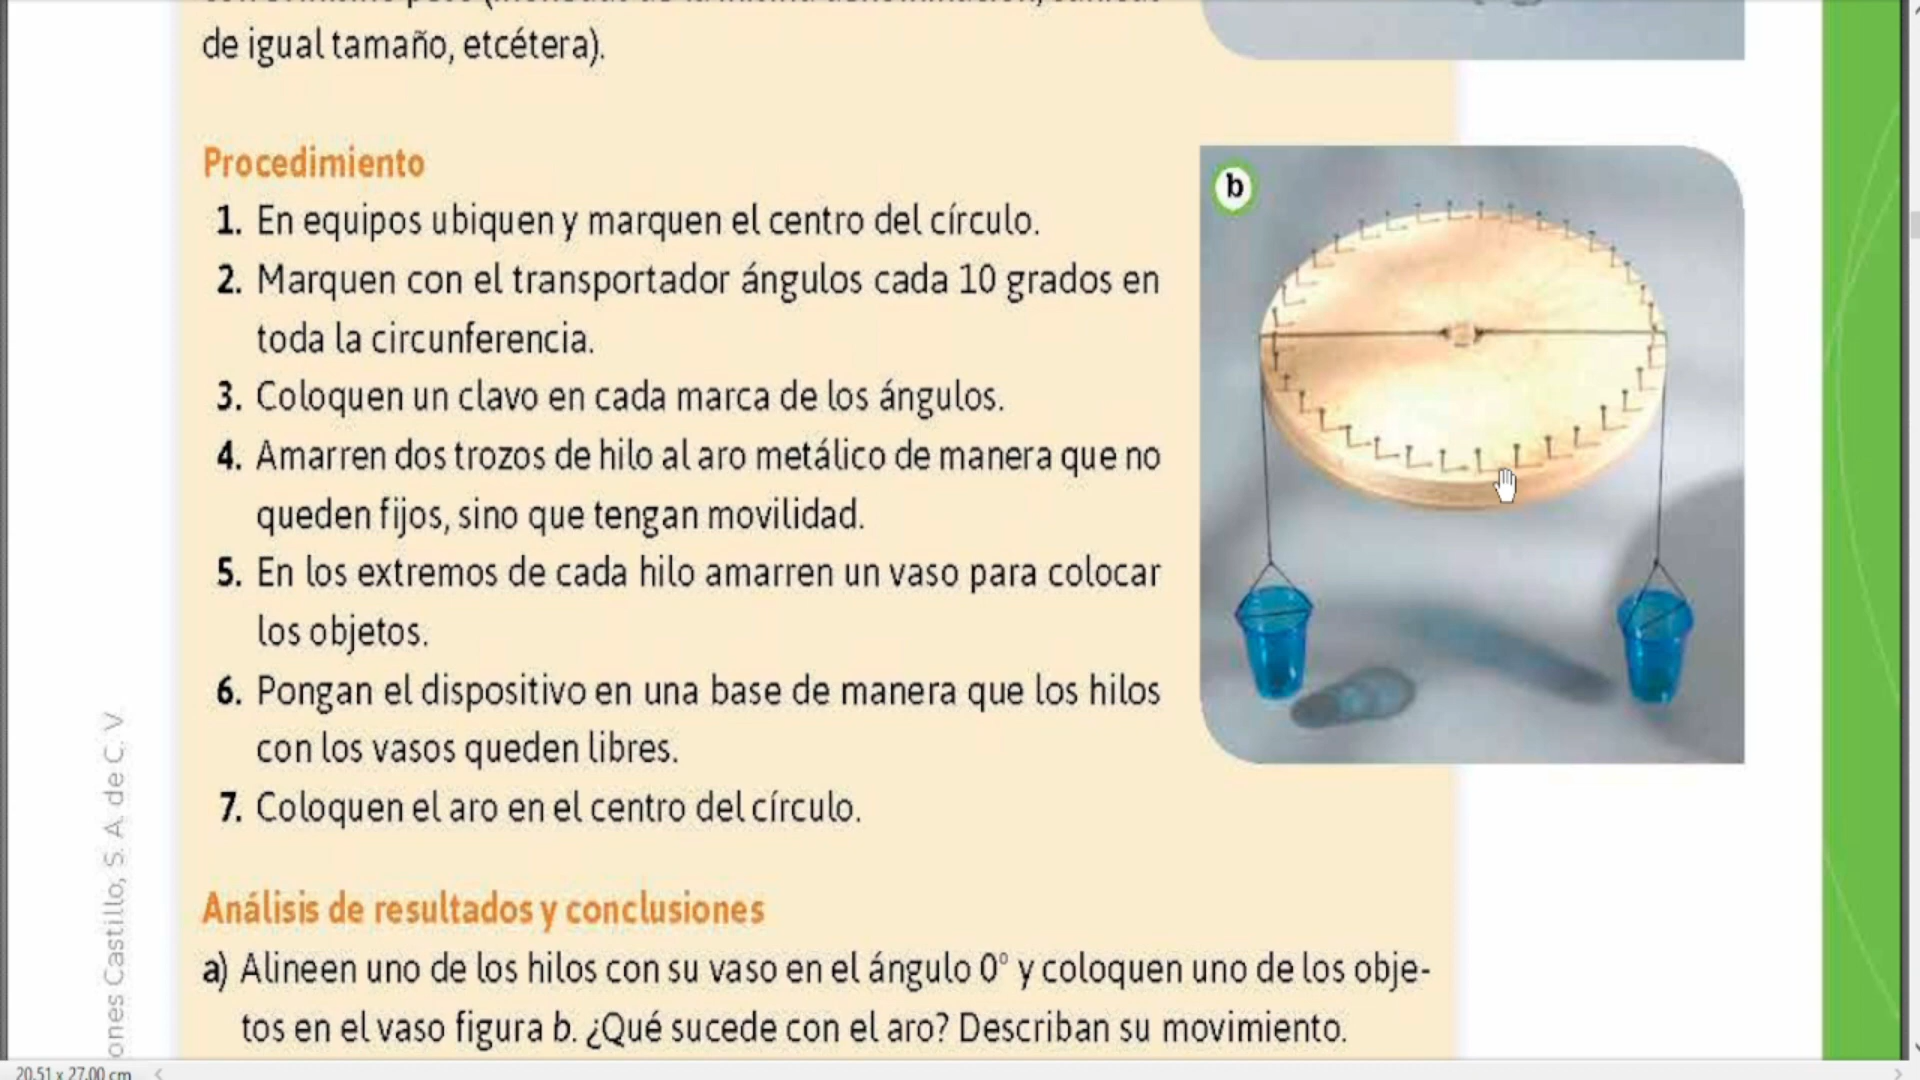 de igual tamaño, etcétera).
Procedimiento
1. En equipos ubiquen y marquen el centro del círculo.
2. Marquen con el transportador ángulos cada 10 grados en
toda la circunferencia.
3. Coloquen un clavo en cada marca de los ángulos.
4. Amarren dos trozos de hilo al aro metálico de manera que no
queden fijos, sino que tengan movilidad.
5. En los extremos de cada hilo amarren un vaso para colocar
los objetos.
6. Pongan el dispositivo en una base de manera que los hilos
con los vasos queden libres.
7. Coloquen el aro en el centro del círculo.
Análisis de resultados y conclusiones
a) Alineen uno de los hilos con su vaso en el ángulo 0° y coloquen uno de los obje-
tos en el vaso figura b. ¿Qué sucede con el aro? Describan su movimiento.
b
ones Castillo, S. A. de C. V.
20.51 x 27.00 cm